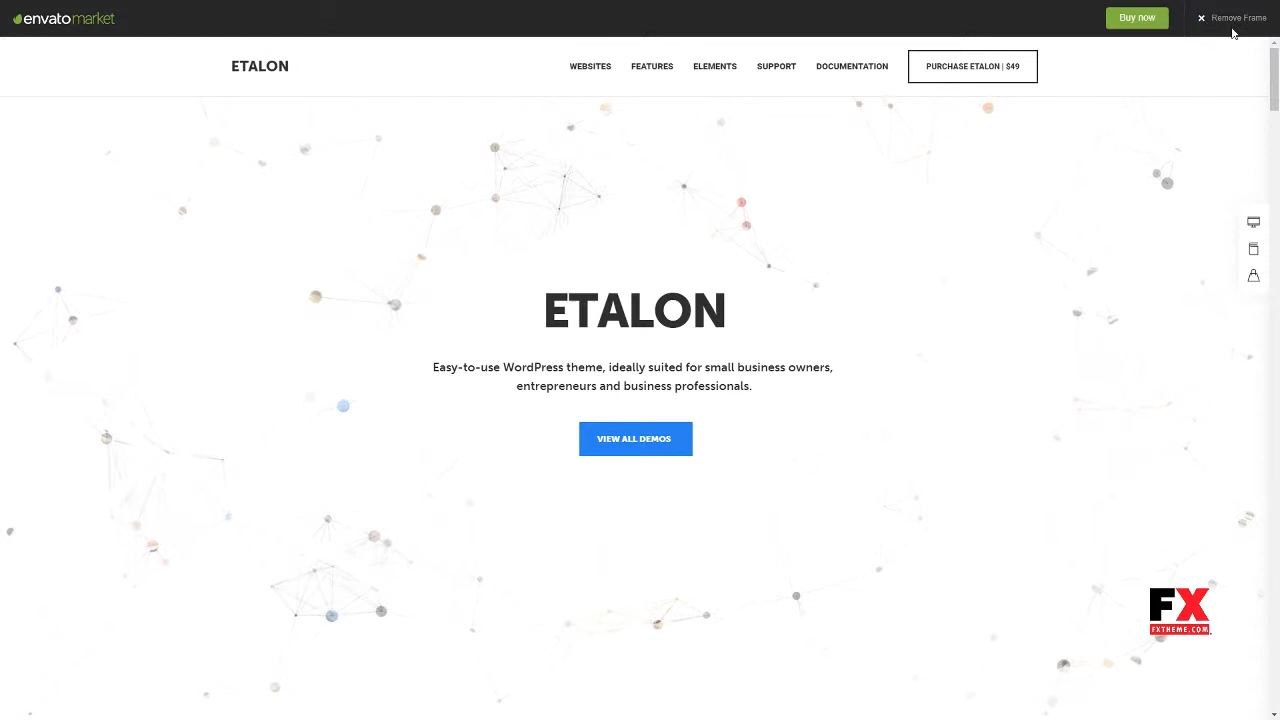 envatomarket
Buy now
Remove Frame
ETALON
WEBSITES
FEATURES
ELEMENTS
SUPPORT
DOCUMENTATION
PURCHASE ETALON | $49
ETALON
Easy-to-use WordPress theme, ideally suited for small business owners,
entrepreneurs and business professionals.
VIEW ALL DEMOS
FX
FXTHEME.COM